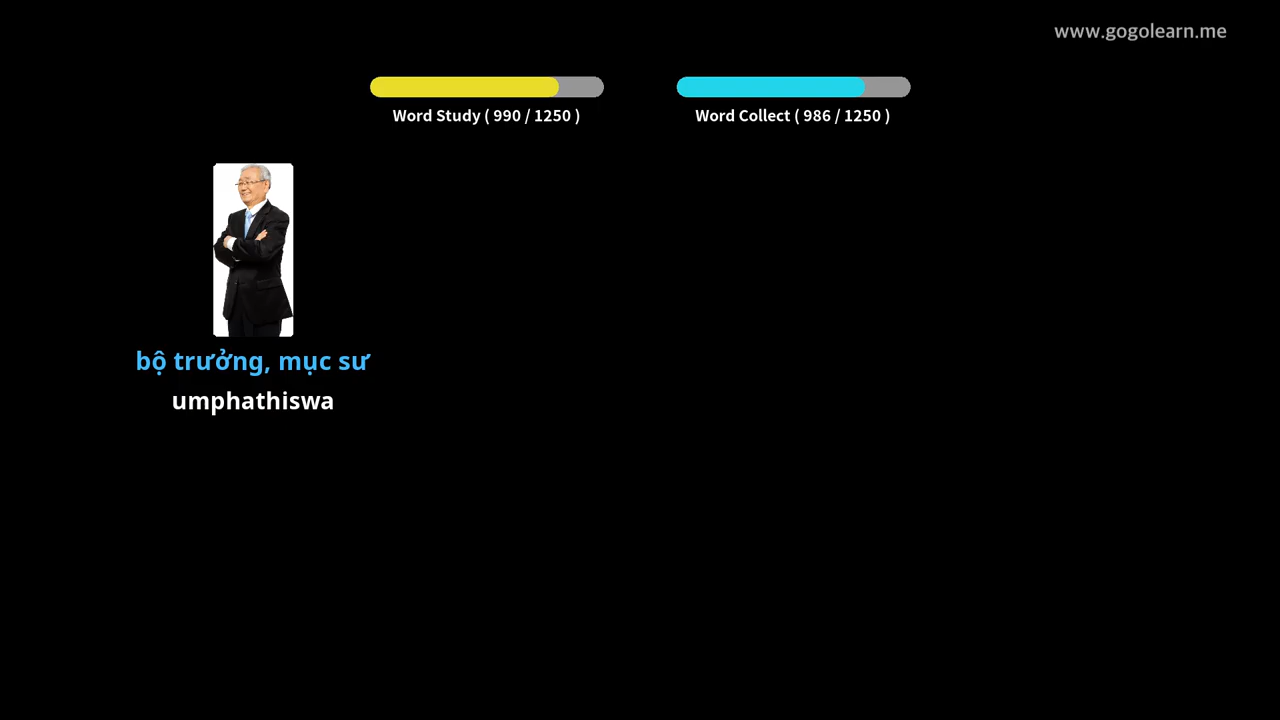 www.gogolearn.me
Word Study ( 990 / 1250 )
Word Collect ( 986 / 1250 )
bộ trưởng, mục sư
umphathiswa